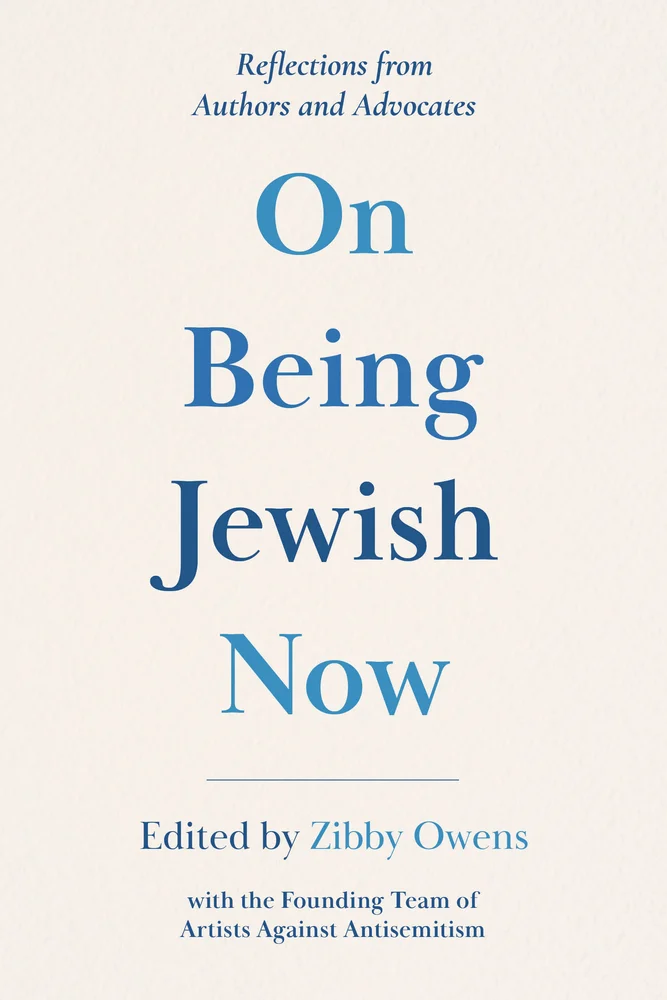 Reflections from
Authors and Advocates
On
Being
Jewish
Now
Edited by Zibby Owens
with the Founding Team of
Artists Against Antisemitism